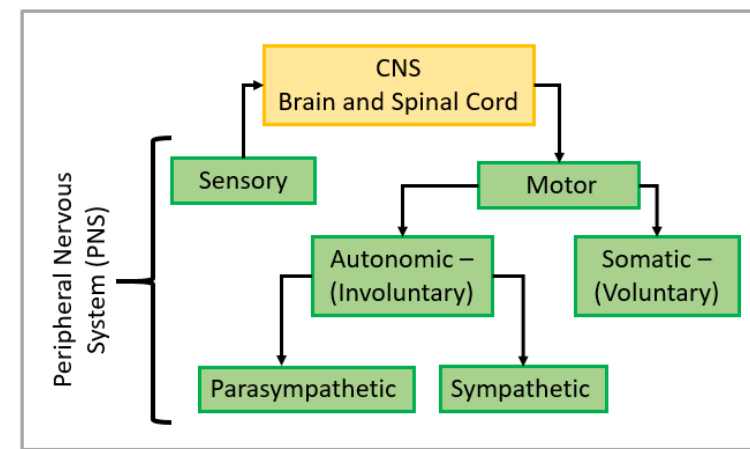 CNS
Brain and Spinal Cord
Sensory
Motor
Autonomic –
(Involuntary)
Somatic –
(Voluntary)
Parasympathetic
Sympathetic
Peripheral Nervous
System (PNS)